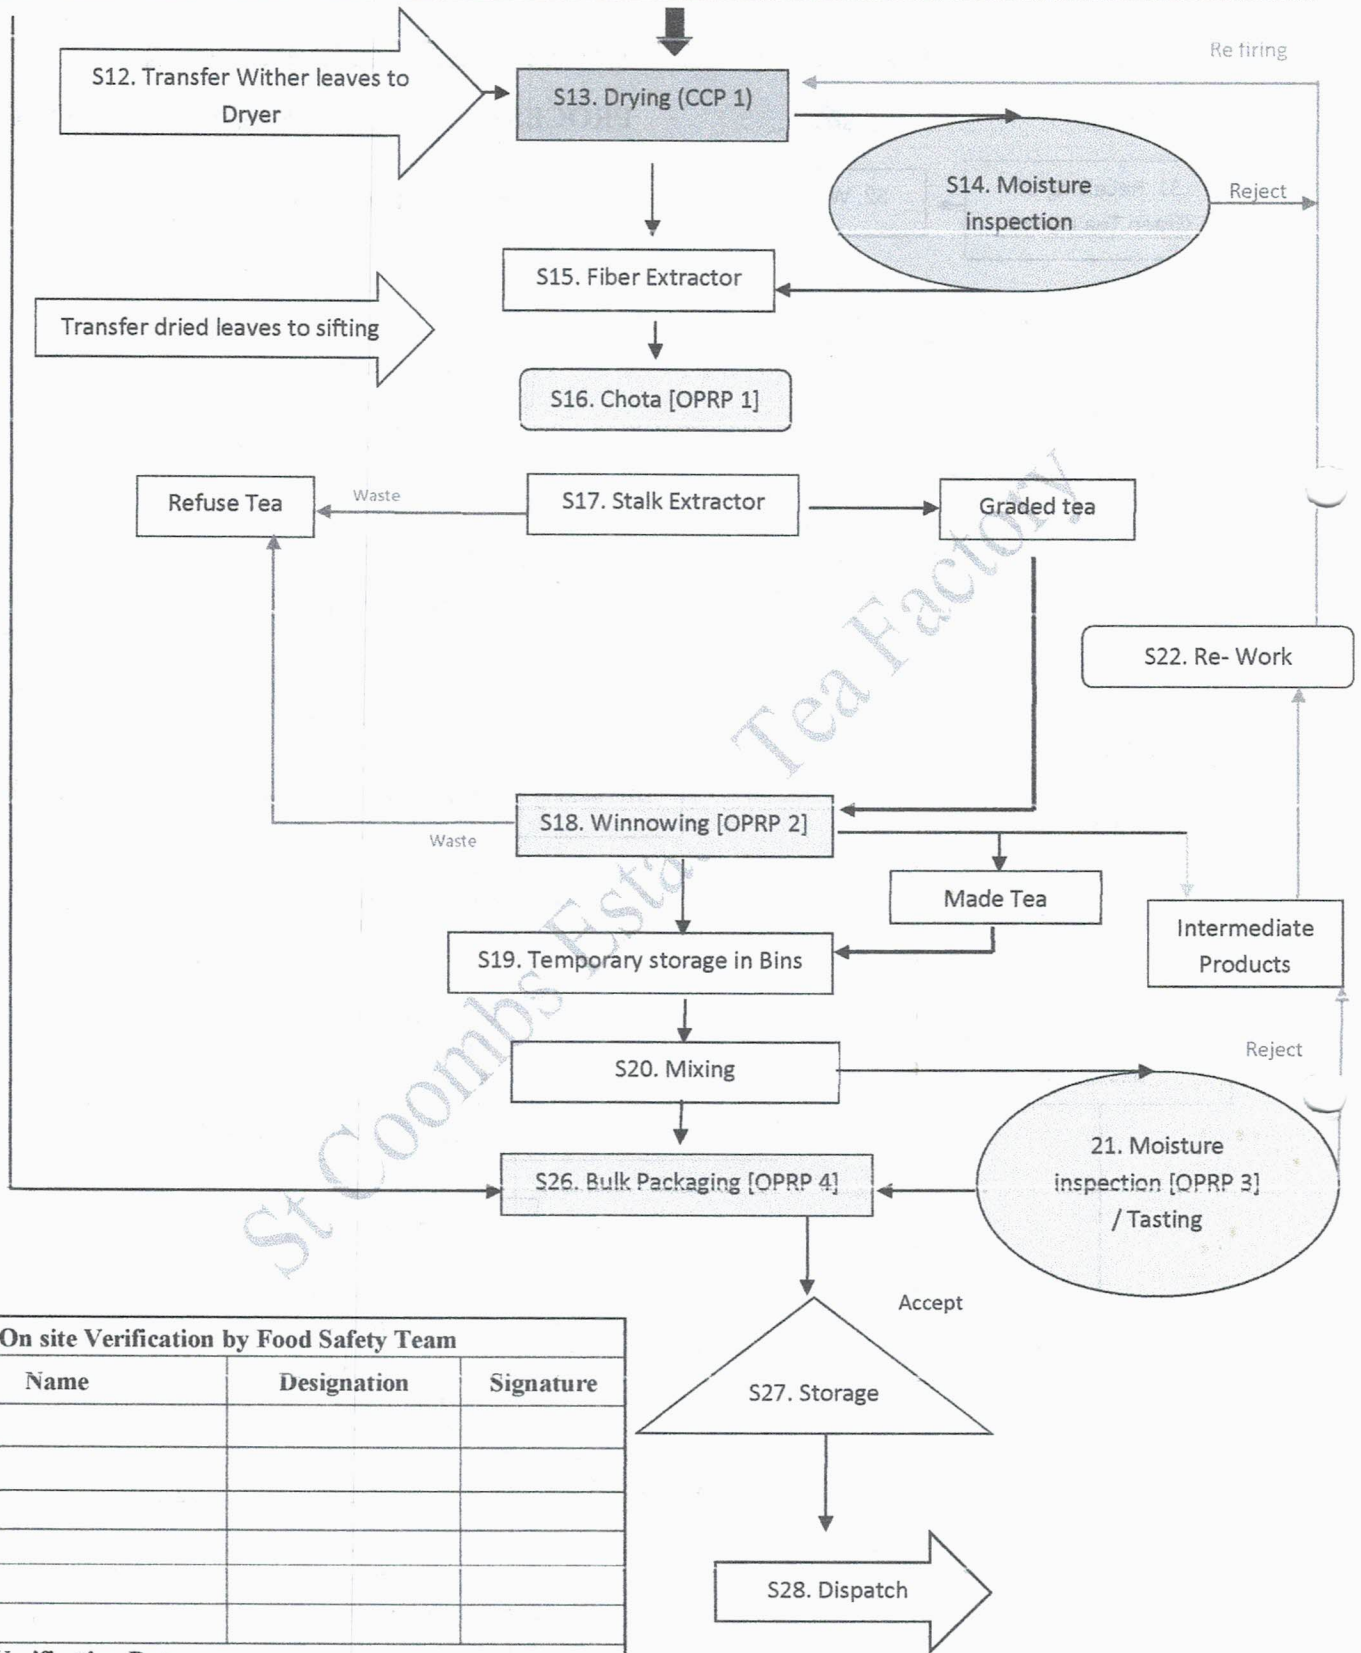 Re firing
S12. Transfer Wither leaves to
Dryer
S13. Drying (CCP 1)
S14. Moisture
inspection
Reject
S15. Fiber Extractor
Transfer dried leaves to sifting
S16. Chota [OPRP 1]
Refuse Tea
Waste
S17. Stalk Extractor
Graded tea
S22. Re- Work
S18. Winnowing [OPRP 2]
Waste
Made Tea
Intermediate
Products
S19. Temporary storage in Bins
S20. Mixing
Reject
21. Moisture
inspection [OPRP 3]
/ Tasting
S26. Bulk Packaging [OPRP 4]
St Coombs Estate Tea Factory
Accept
S27. Storage
S28. Dispatch
On site Verification by Food Safety Team
Name Designation Signature